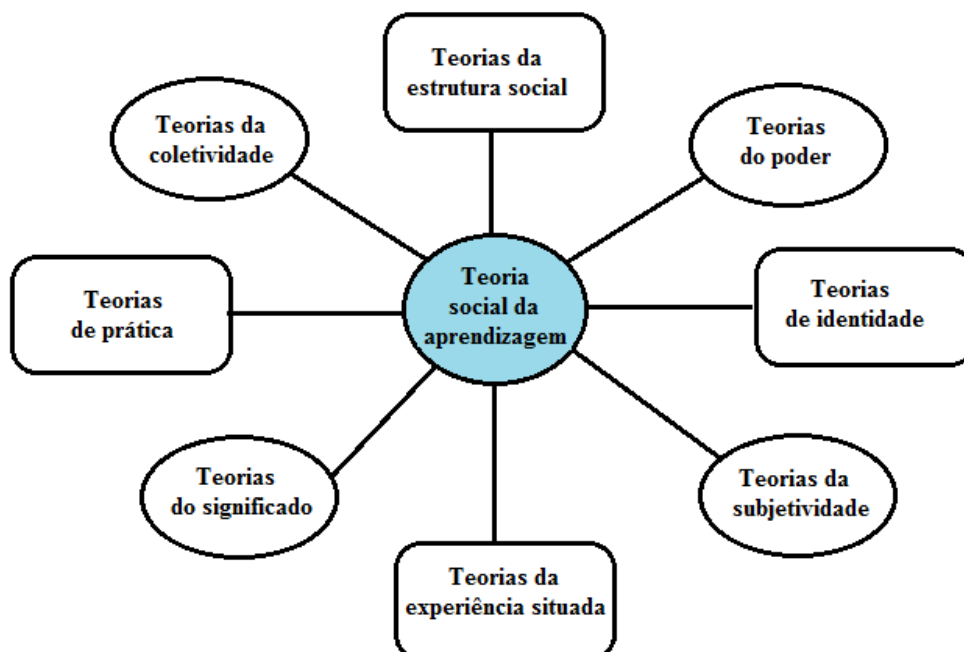 Teorias da
estrutura social
Teorias da
coletividade
Teorias
do poder
Teorias
de prática
Teoria
social da
aprendizagem
Teorias
de identidade
Teorias
do significado
Teorias da
subjetividade
Teorias da
experiência situada